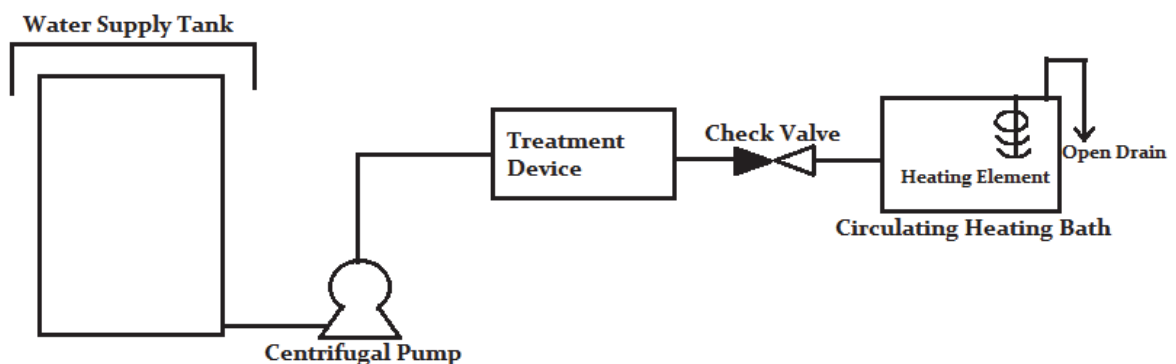 Water Supply Tank
Treatment
Device
Check Valve
Open Drain
Heating Element
Circulating Heating Bath
Centrifugal Pump